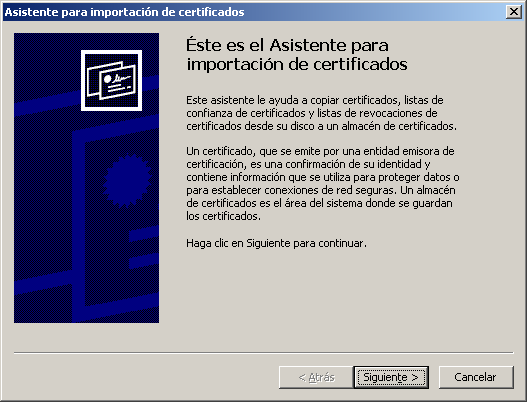 Asistente para importación de certificados
Éste es el Asistente para
importación de certificados
Este asistente le ayuda a copiar certificados, listas de
confianza de certificados y listas de revocaciones de
certificados desde su disco a un almacén de certificados.
Un certificado, que se emite por una entidad emisora de
certificación, es una confirmación de su identidad y
contiene información que se utiliza para proteger datos o
para establecer conexiones de red seguras. Un almacén
de certificados es el área del sistema donde se guardan
los certificados.
Haga clic en Siguiente para continuar.
< Atrás Siguiente > Cancelar